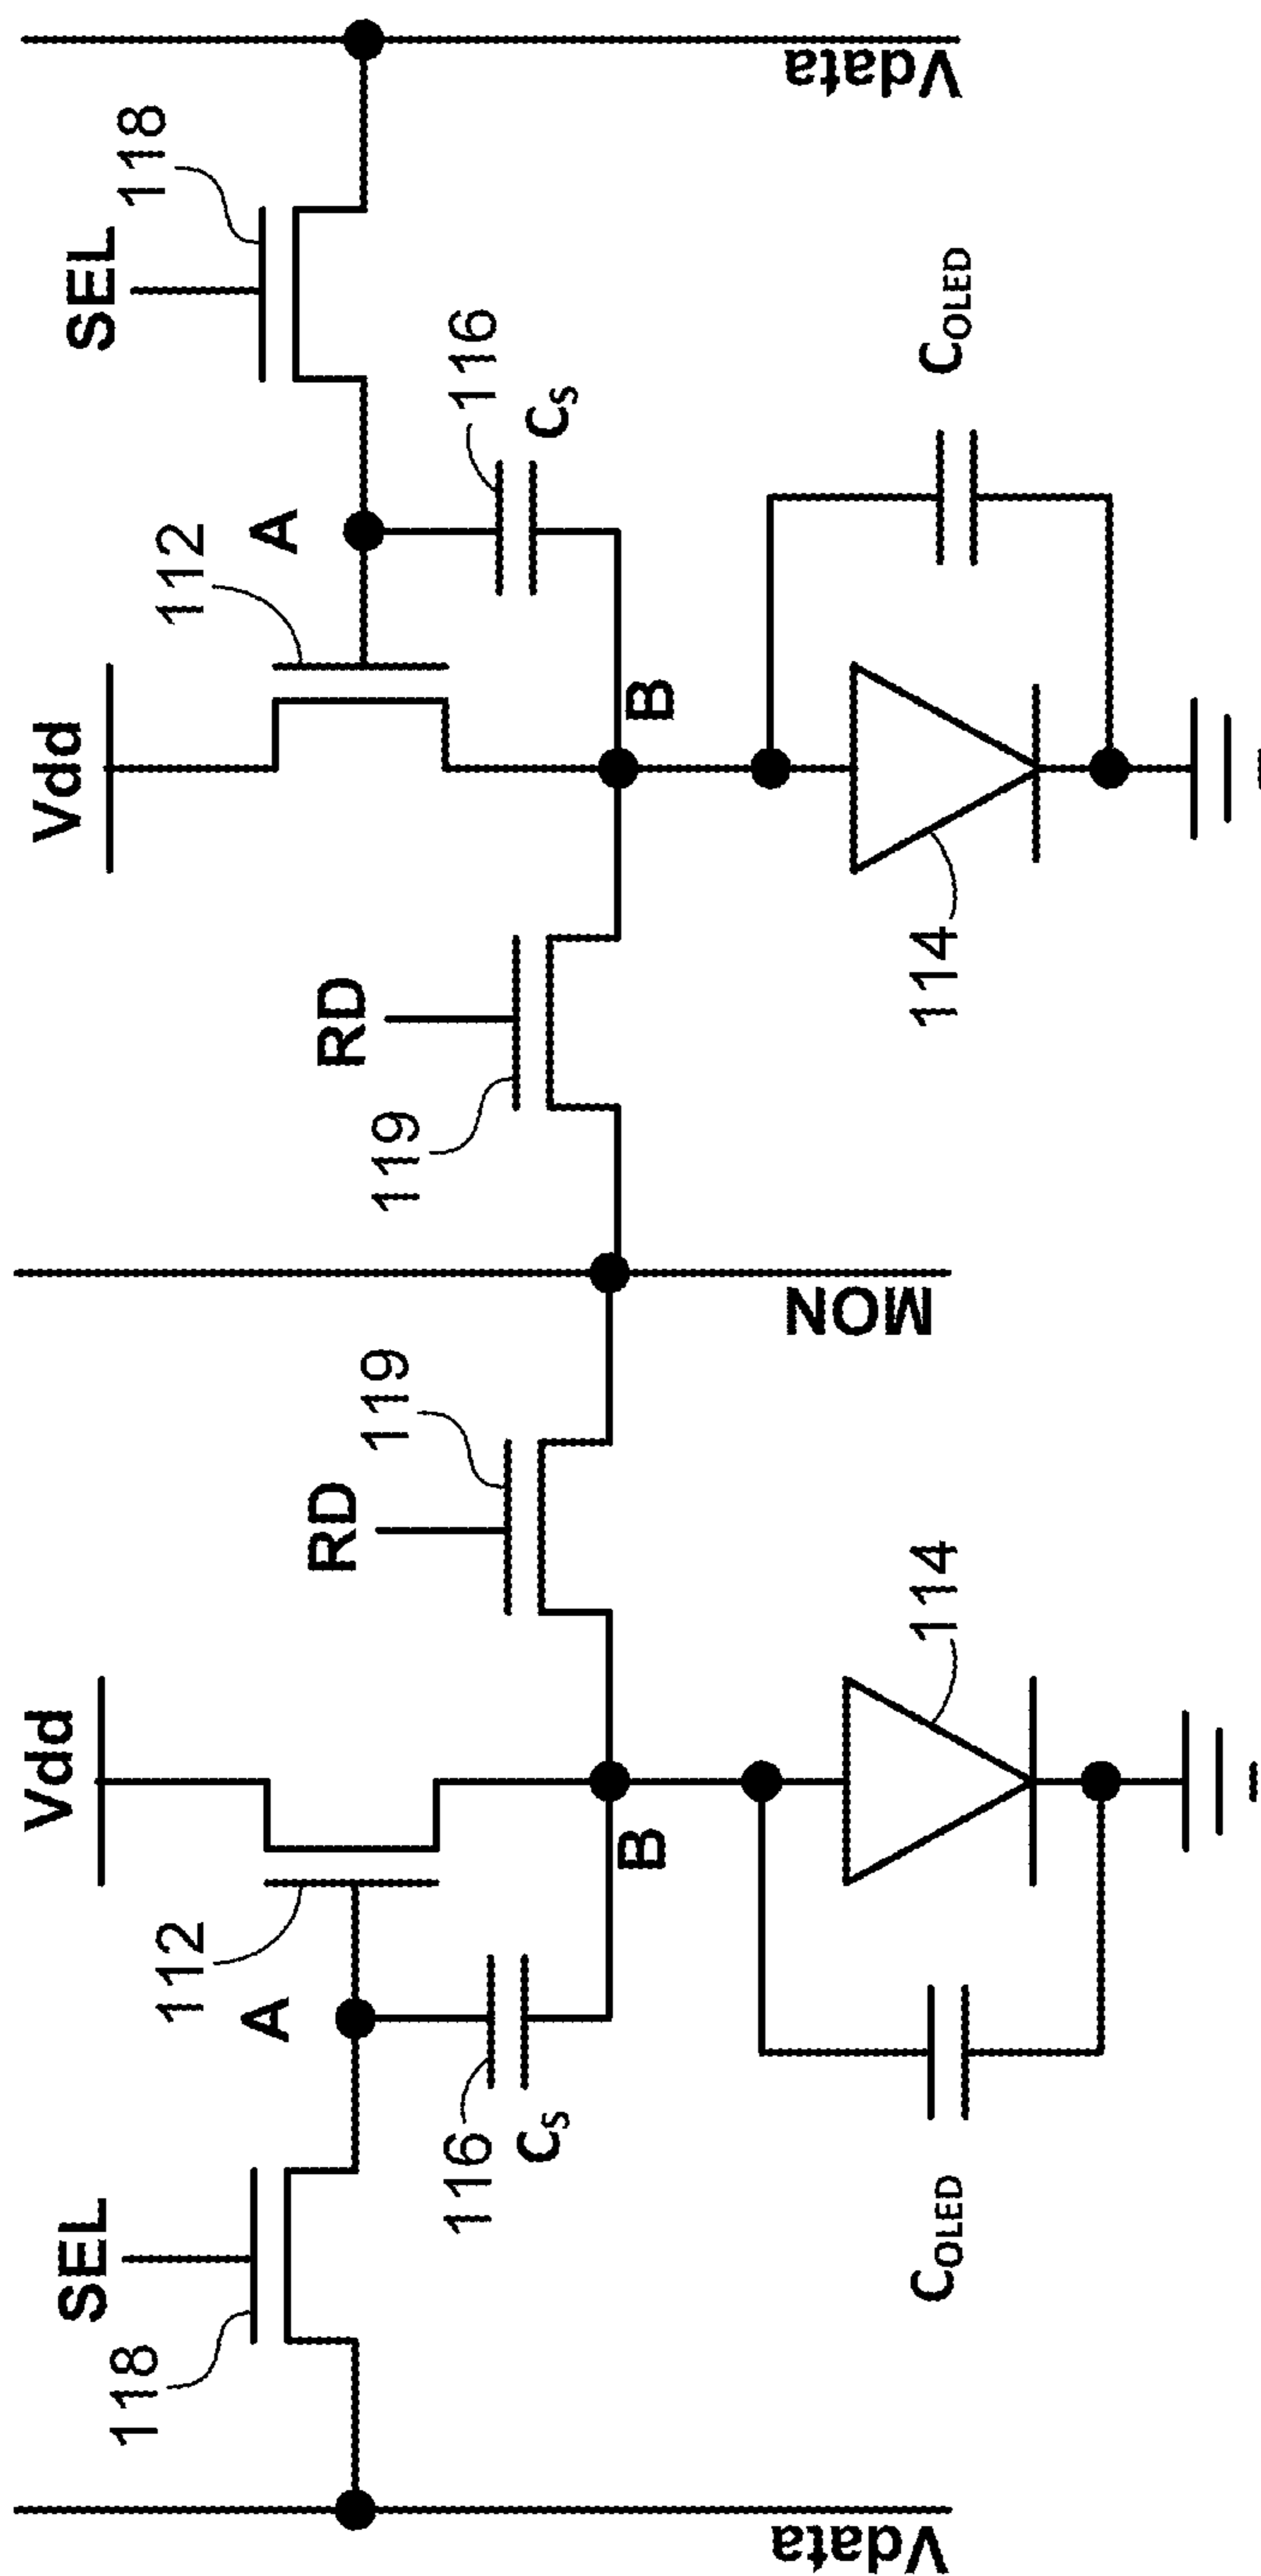 Vdd
Vdd
SEL
RD
RD
SEL
118
112
119
119
112
118
A
A
116
Cs
B
B
116
Cs
Vdata
COLED
114
MON
114
COLED
Vdata